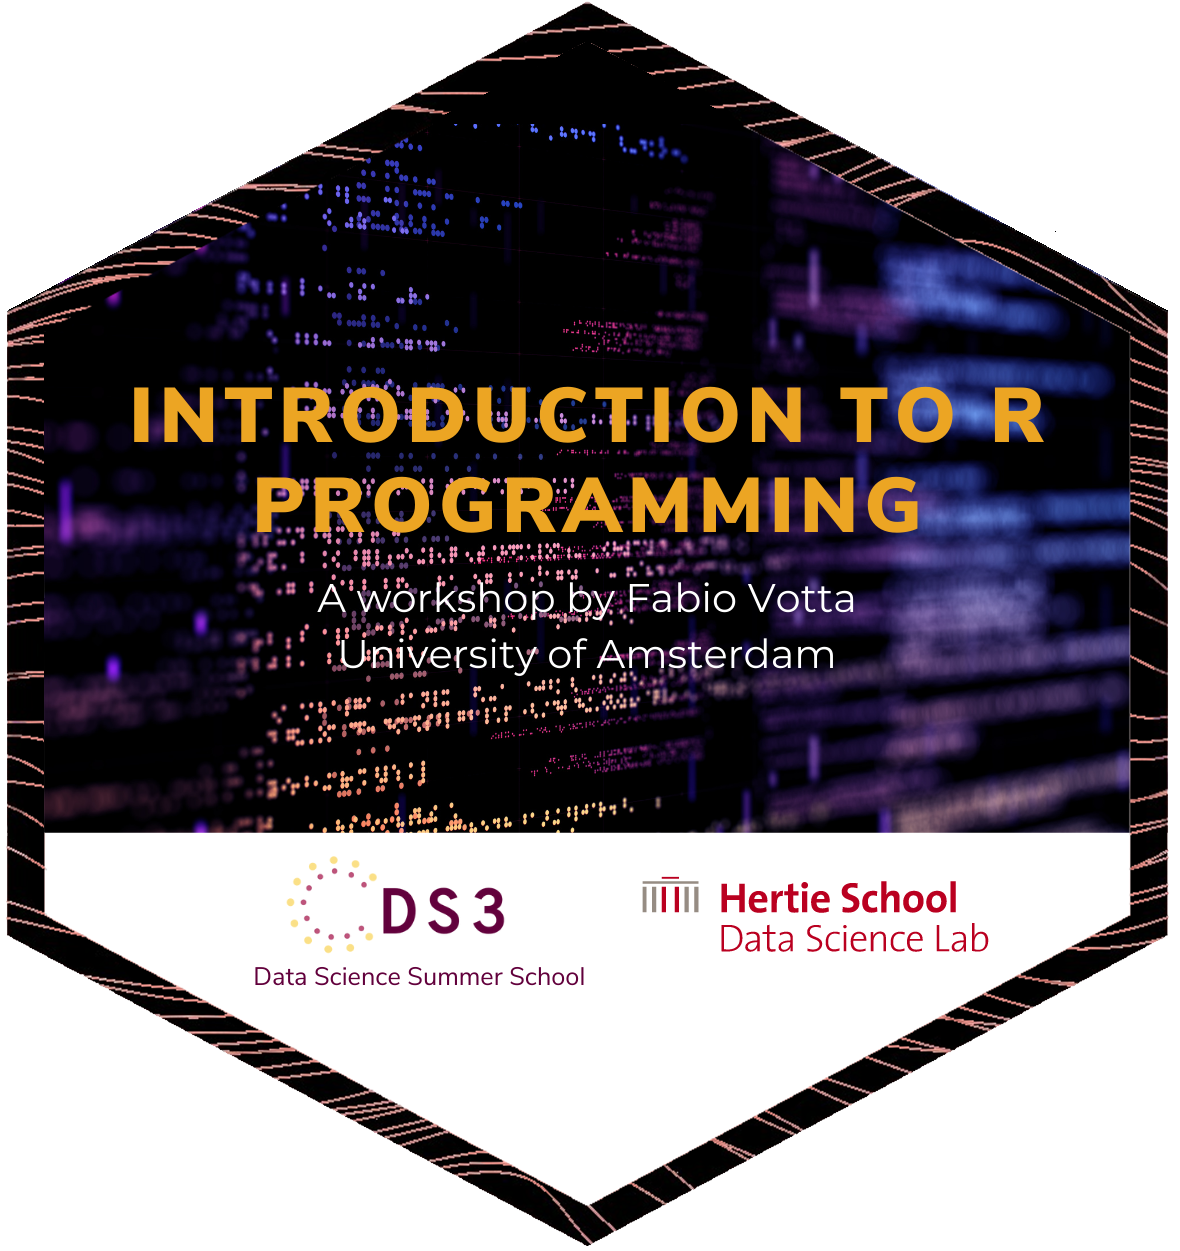 INTRODUCTION TO R
PROGRAMMING
A workshop by Fabio Votta
University of Amsterdam
DS3
Data Science Summer School
Hertie School
Data Science Lab